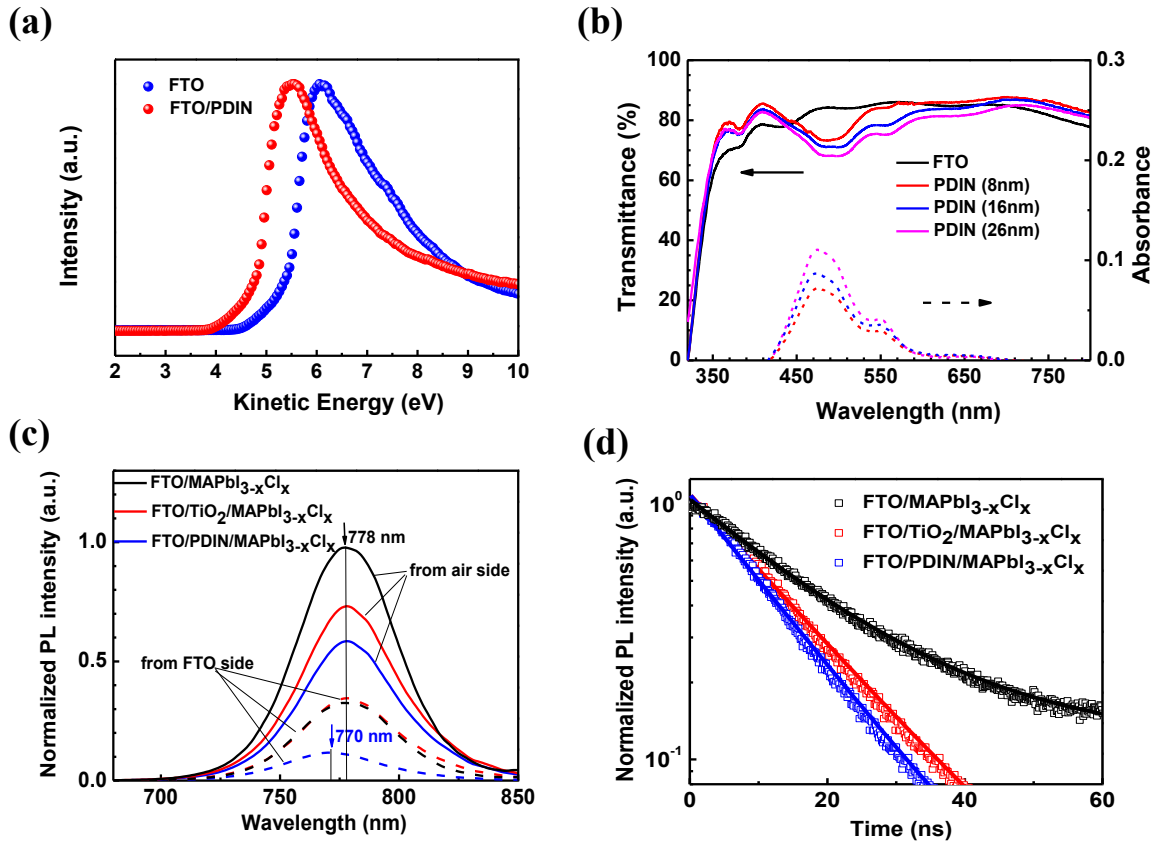 (a)
FTO
FTO/PDIN
Intensity (a.u.)
2 3 4 5 6 7 8 9 10
Kinetic Energy (eV)
(b)
100
80
60
40
20
0
Transmittance (%)
FTO
PDIN (8nm)
PDIN (16nm)
PDIN (26nm)
0.3
0.2
0.1
0.0
Absorbance
350 450 550 650 750
Wavelength (nm)
(c)
FTO/MAPbI3-xClx
FTO/TiO2/MAPbI3-xClx
FTO/PDIN/MAPbI3-xClx
778 nm
from air side
from FTO side
770 nm
1.0
0.5
0.0
Normalized PL intensity (a.u.)
700 750 800 850
Wavelength (nm)
(d)
FTO/MAPbI3-xClx
FTO/TiO2/MAPbI3-xClx
FTO/PDIN/MAPbI3-xClx
10^0
10^-1
Normalized PL intensity (a.u.)
0 20 40 60
Time (ns)